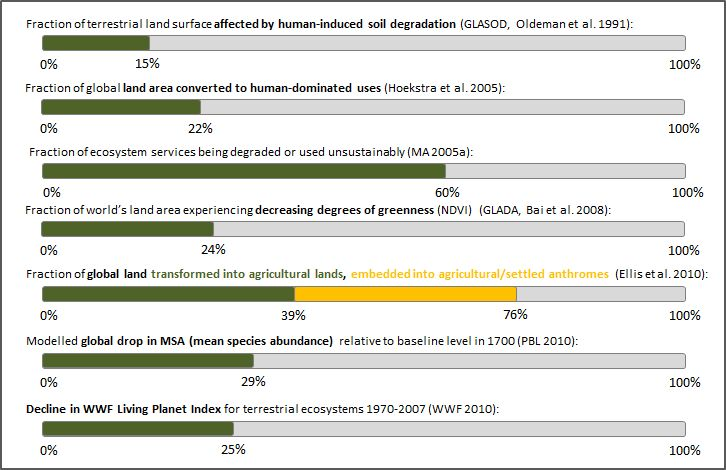 Fraction of terrestrial land surface affected by human-induced soil degradation (GLASOD, Oldeman et al. 1991):
0% 15% 100%
Fraction of global land area converted to human-dominated uses (Hoekstra et al. 2005):
0% 22% 100%
Fraction of ecosystem services being degraded or used unsustainably (MA 2005a):
0% 60% 100%
Fraction of world's land area experiencing decreasing degrees of greenness (NDVI) (GLADA, Bai et al. 2008):
0% 24% 100%
Fraction of global land transformed into agricultural lands, embedded into agricultural/settled anthromes (Ellis et al. 2010):
0% 39% 76% 100%
Modelled global drop in MSA (mean species abundance) relative to baseline level in 1700 (PBL 2010):
0% 29% 100%
Decline in WWF Living Planet Index for terrestrial ecosystems 1970-2007 (WWF 2010):
0% 25% 100%